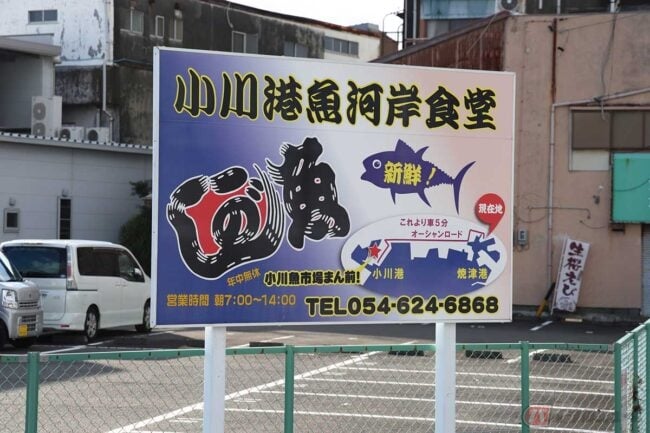 小川港魚河岸食堂
新鮮!
現在地
これより車5分
オーシャンロード
小川港
焼津港
年中無休
小川魚市場まん前!
営業時間 朝7:00〜14:00
TEL054-624-6868